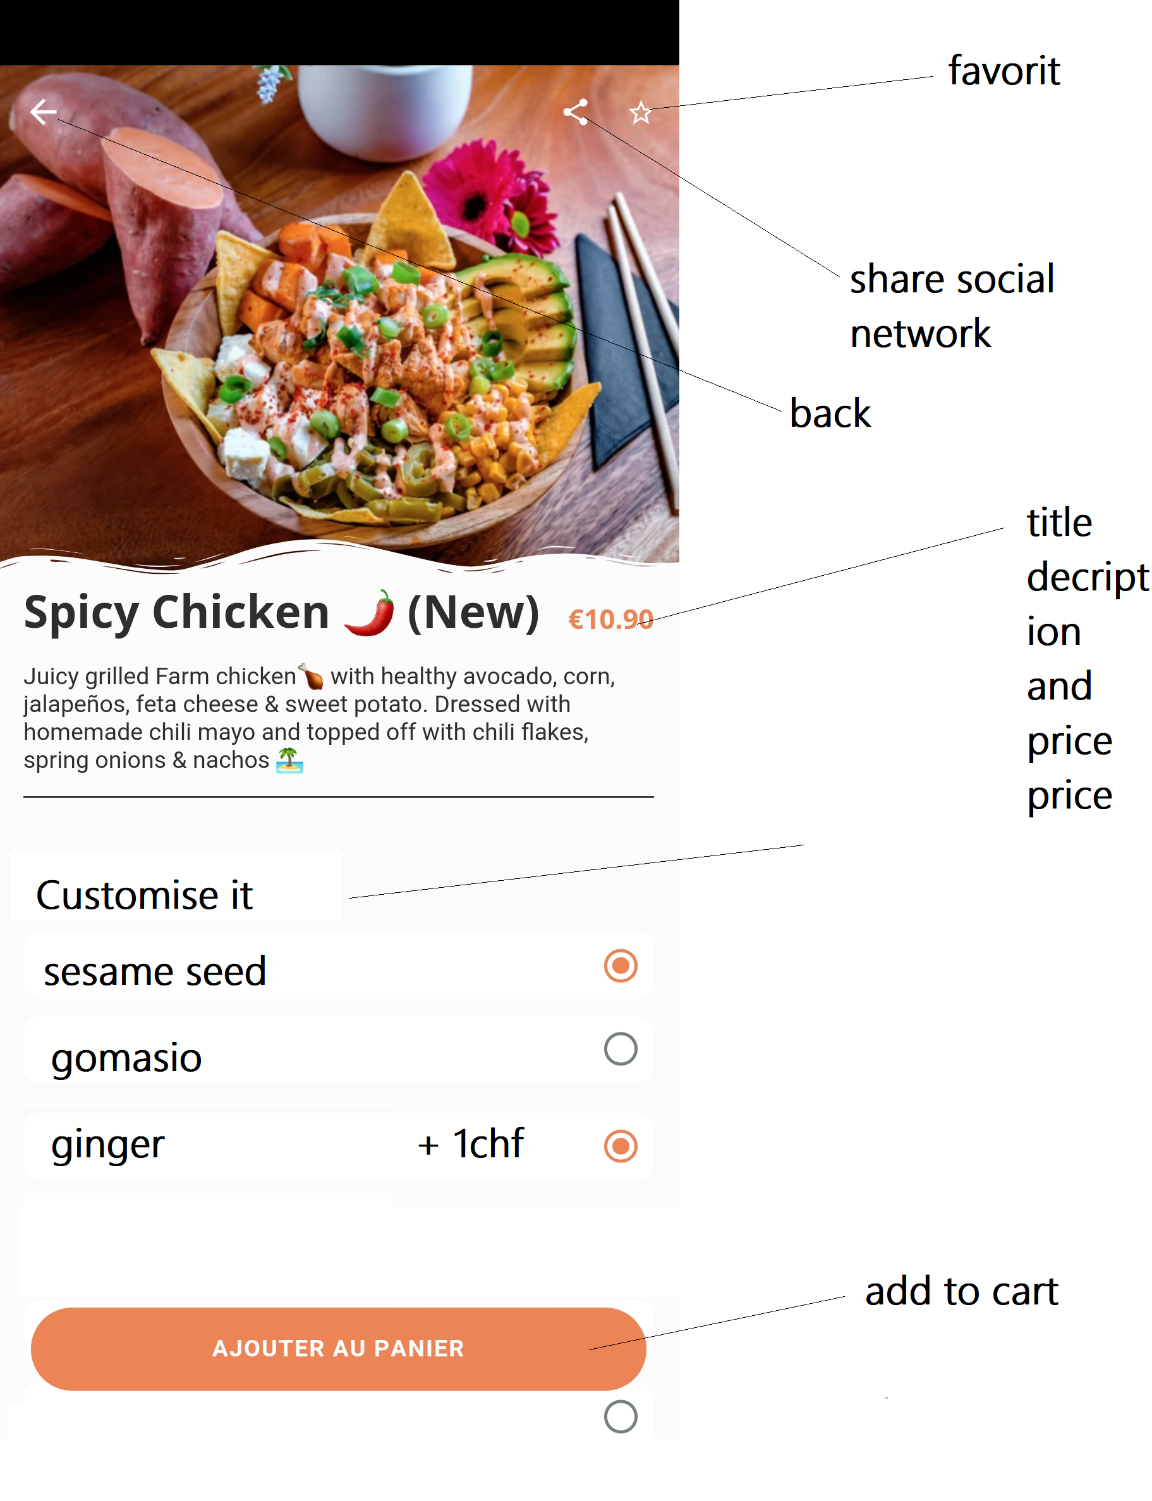 favorit
share social
network
back
title
decript
ion
and
price
price
Spicy Chicken 🌶️ (New) €10.90
Juicy grilled Farm chicken🍗 with healthy avocado, corn,
jalapeños, feta cheese & sweet potato. Dressed with
homemade chili mayo and topped off with chili flakes,
spring onions & nachos 🏝️
Customise it
sesame seed
gomasio
ginger + 1chf
add to cart
AJOUTER AU PANIER